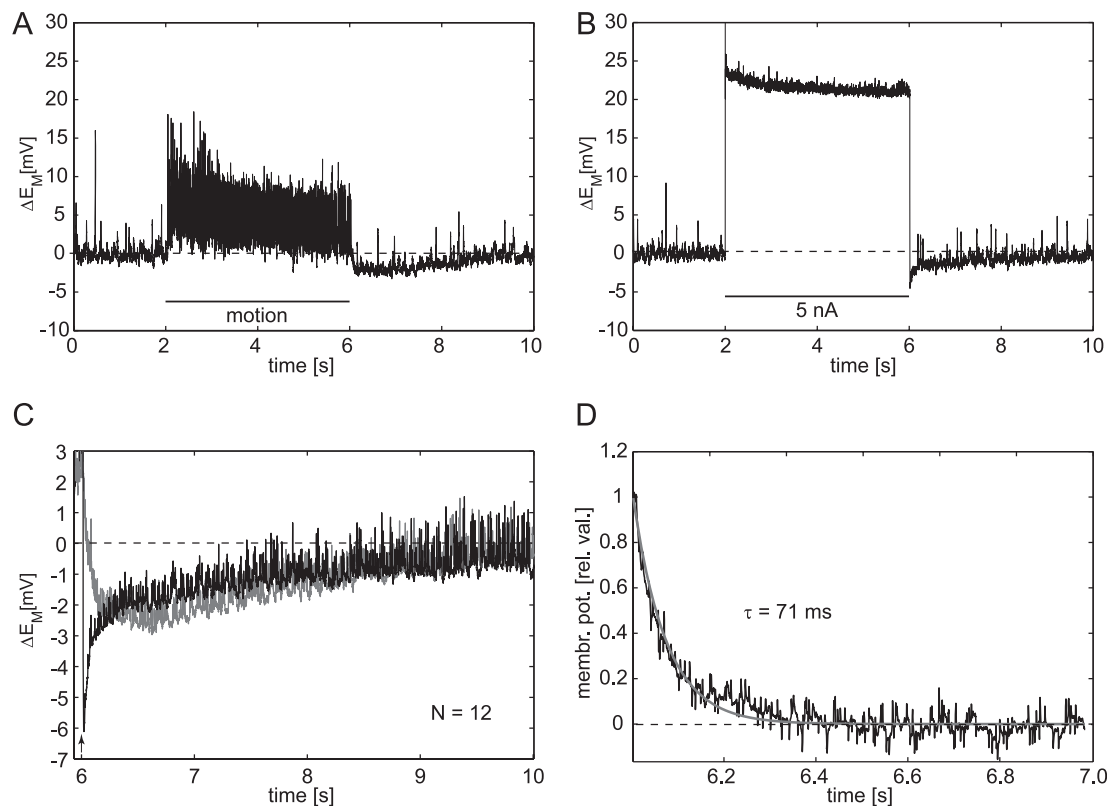 A
30
25
20
15
10
5
0
-5
-10
ΔE_M[mV]
motion
0 2 4 6 8 10
time [s]
B
30
25
20
15
10
5
0
-5
-10
ΔE_M[mV]
5 nA
0 2 4 6 8 10
time [s]
C
3
2
1
0
-1
-2
-3
-4
-5
-6
-7
ΔE_M[mV]
N = 12
6 7 8 9 10
time [s]
D
1.2
1
0.8
0.6
0.4
0.2
0
membr. pot. [rel. val.]
τ = 71 ms
6.2 6.4 6.6 6.8 7.0
time [s]